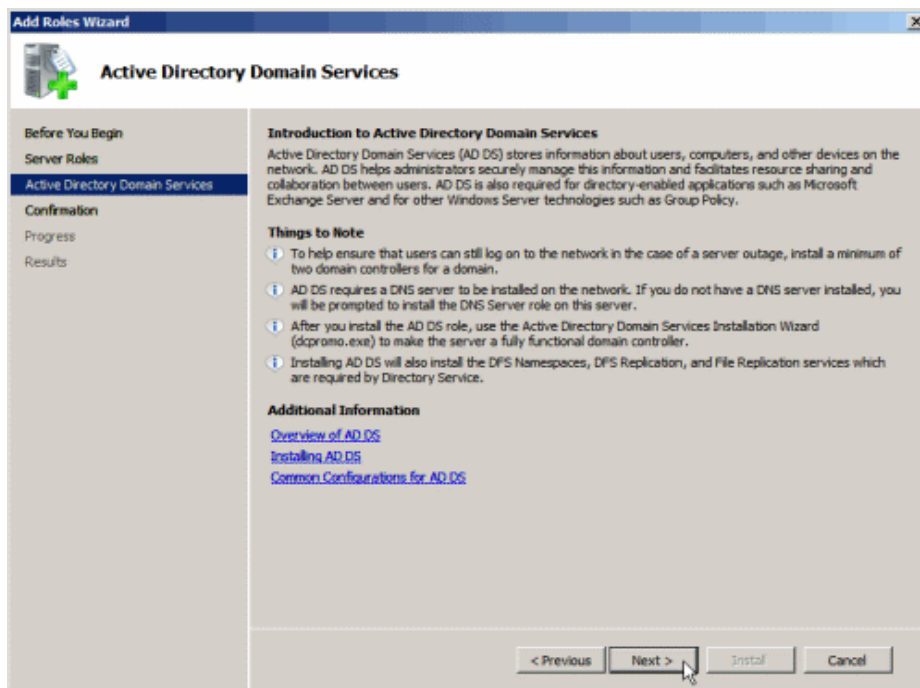 Add Roles Wizard
Active Directory Domain Services
Before You Begin
Server Roles
Active Directory Domain Services
Confirmation
Progress
Results
Introduction to Active Directory Domain Services
Active Directory Domain Services (AD DS) stores information about users, computers, and other devices on the
network. AD DS helps administrators securely manage this information and facilitates resource sharing and
collaboration between users. AD DS is also required for directory-enabled applications such as Microsoft
Exchange Server and for other Windows Server technologies such as Group Policy.
Things to Note
To help ensure that users can still log on to the network in the case of a server outage, install a minimum of
two domain controllers for a domain.
AD DS requires a DNS server to be installed on the network. If you do not have a DNS server installed, you
will be prompted to install the DNS Server role on this server.
After you install the AD DS role, use the Active Directory Domain Services Installation Wizard
(dcpromo.exe) to make the server a fully functional domain controller.
Installing AD DS will also install the DFS Namespaces, DFS Replication, and File Replication services which
are required by Directory Service.
Additional Information
Overview of AD DS
Installing AD DS
Common Configurations for AD DS
< Previous
Next >
Install
Cancel